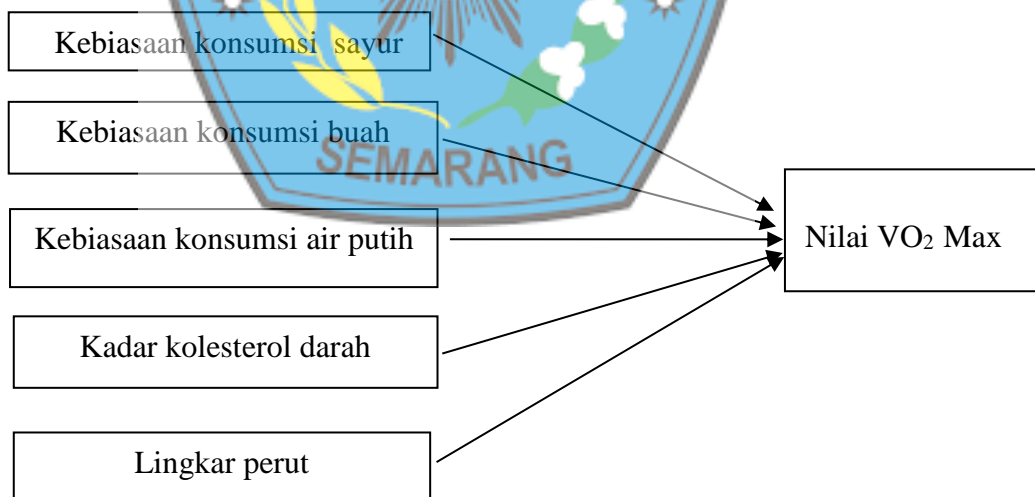 Kebiasaan konsumsi sayur
Kebiasaan konsumsi buah
SEMARANG
Kebiasaan konsumsi air putih
Nilai VO₂ Max
Kadar kolesterol darah
Lingkar perut